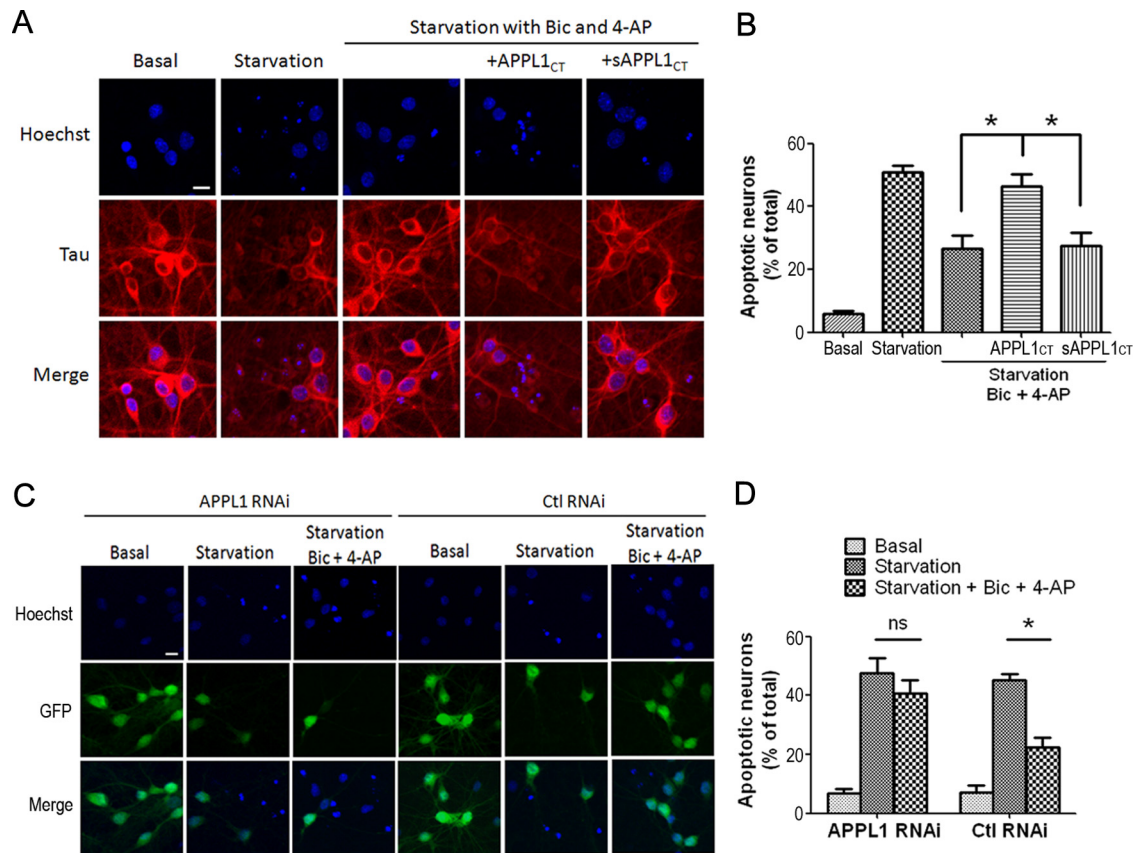 A
Starvation with Bic and 4-AP
Basal
Starvation
+APPL1CT
+sAPPL1CT
Hoechst
Tau
Merge
B
*
*
60
40
20
0
Apoptotic neurons
(% of total)
Basal
Starvation
APPL1CT
sAPPL1CT
Starvation
Bic + 4-AP
C
APPL1 RNAi
Ctl RNAi
Basal
Starvation
Starvation
Bic + 4-AP
Basal
Starvation
Starvation
Bic + 4-AP
Hoechst
GFP
Merge
D
Basal
Starvation
Starvation + Bic + 4-AP
ns
*
60
40
20
0
Apoptotic neurons
(% of total)
APPL1 RNAi
Ctl RNAi